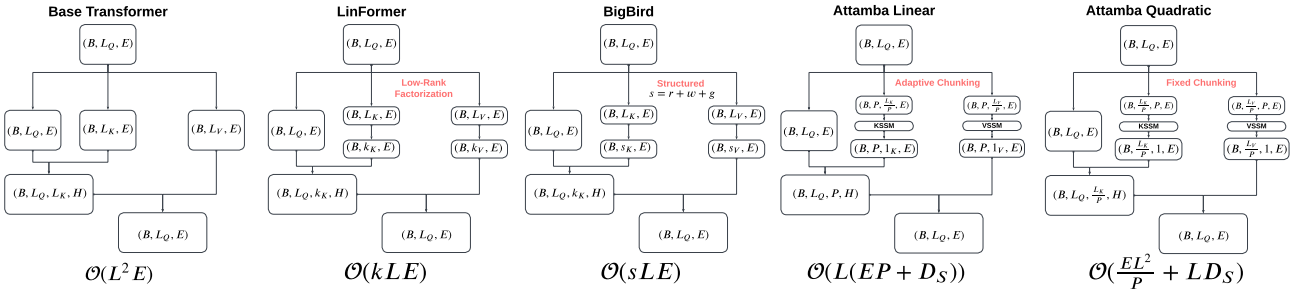 Base Transformer
(B, L_Q, E)
(B, L_Q, E)
(B, L_K, E)
(B, L_V, E)
(B, L_Q, L_K, H)
(B, L_Q, E)
𝒪(L²E)
LinFormer
(B, L_Q, E)
Low-Rank
Factorization
(B, L_Q, E)
(B, L_K, E)
(B, L_V, E)
(B, k_K, E)
(B, k_V, E)
(B, L_Q, k_K, H)
(B, L_Q, E)
𝒪(kLE)
BigBird
(B, L_Q, E)
Structured
s = r + w + g
(B, L_Q, E)
(B, L_K, E)
(B, L_V, E)
(B, s_K, E)
(B, s_V, E)
(B, L_Q, k_K, H)
(B, L_Q, E)
𝒪(sLE)
Attamba Linear
(B, L_Q, E)
Adaptive Chunking
(B, L_Q, E)
(B, P, L_K/P, E)
(B, P, L_V/P, E)
KSSM
VSSM
(B, P, 1_K, E)
(B, P, 1_V, E)
(B, L_Q, P, H)
(B, L_Q, E)
𝒪(L(EP + D_S))
Attamba Quadratic
(B, L_Q, E)
Fixed Chunking
(B, L_Q, E)
(B, L_K/P, P, E)
(B, L_V/P, P, E)
KSSM
VSSM
(B, L_K/P, 1, E)
(B, L_V/P, 1, E)
(B, L_Q, L_K/P, H)
(B, L_Q, E)
𝒪(EL²/P + LD_S)